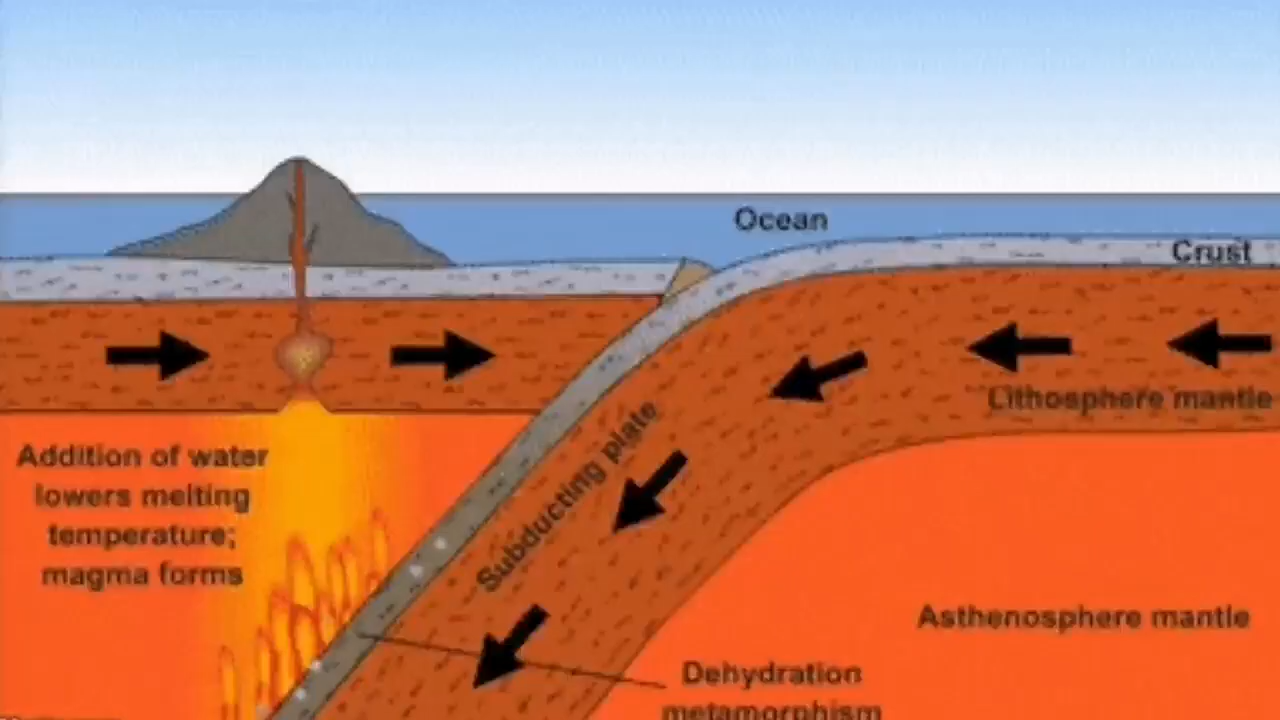 Ocean
Crust
Lithosphere mantle
Subducting plate
Addition of water
lowers melting
temperature;
magma forms
Asthenosphere mantle
Dehydration
metamorphism